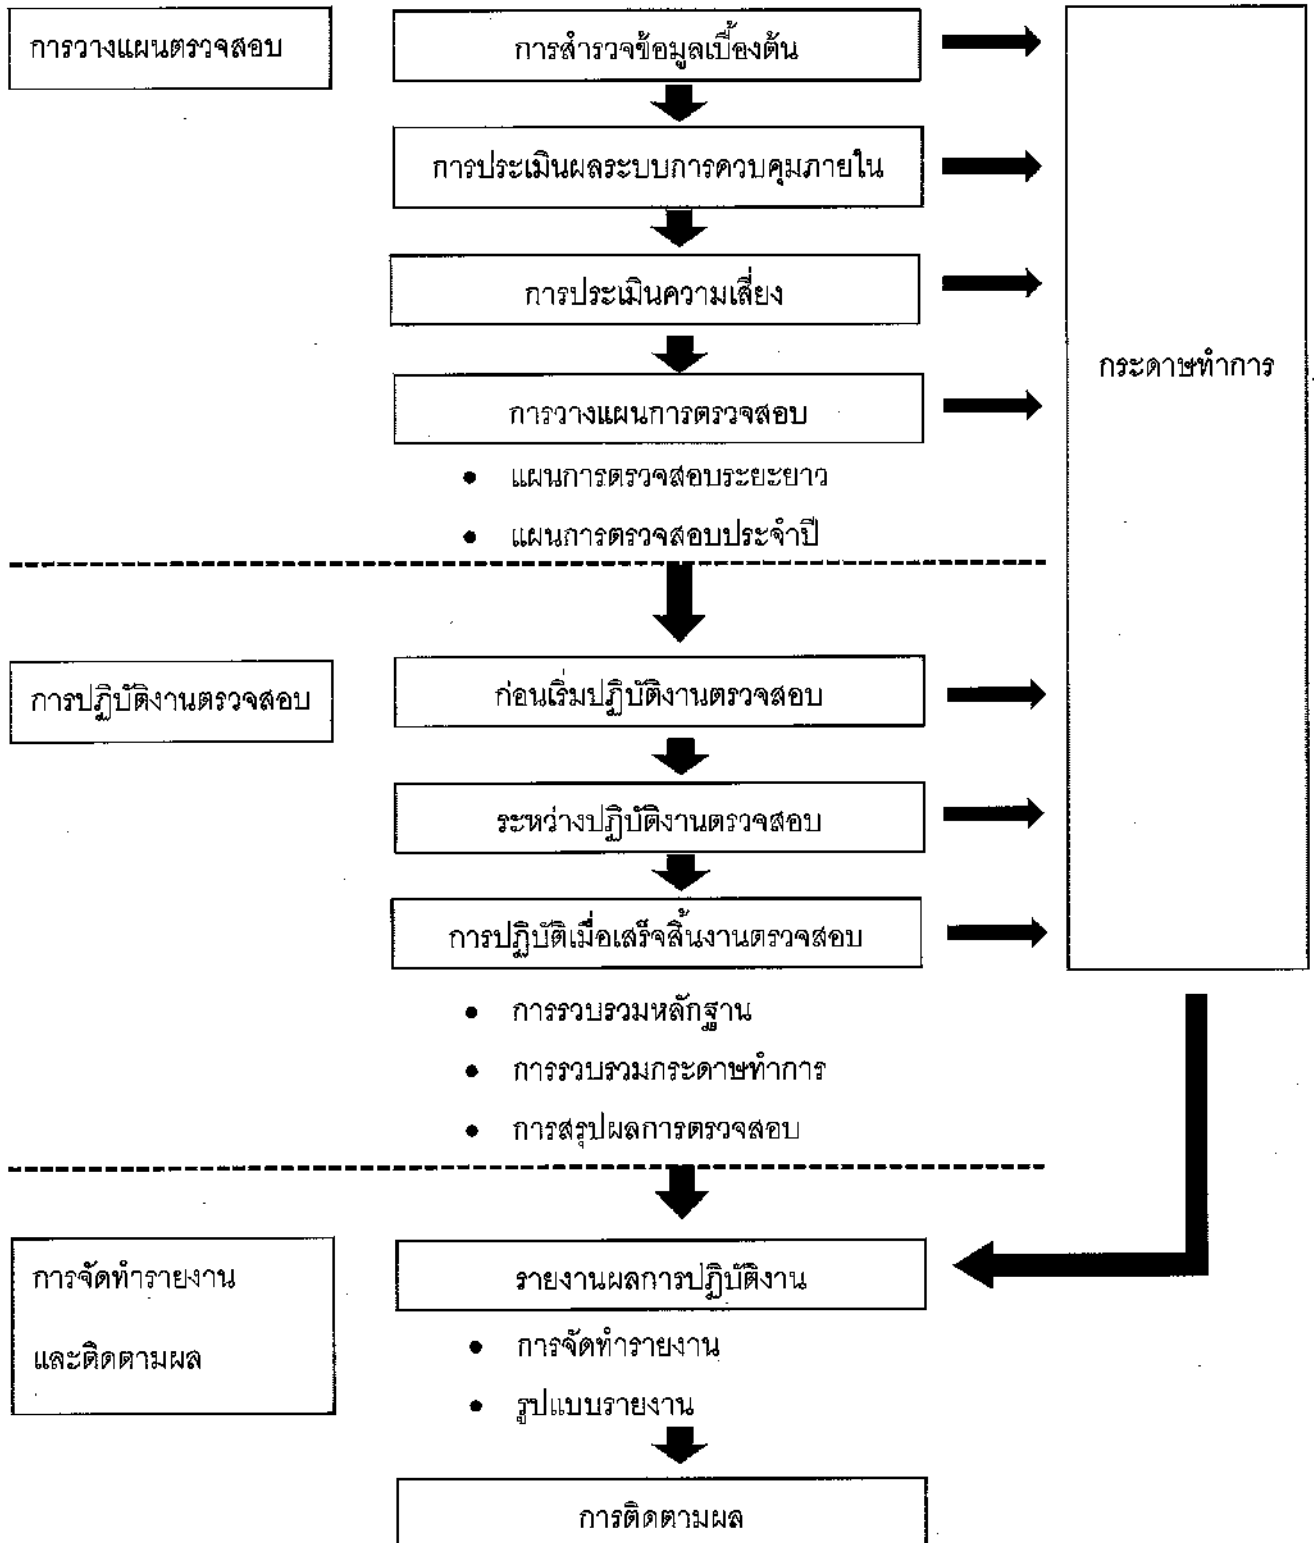 การวางแผนตรวจสอบ
การสำรวจข้อมูลเบื้องต้น
การประเมินผลระบบการควบคุมภายใน
การประเมินความเสี่ยง
การวางแผนการตรวจสอบ
• แผนการตรวจสอบระยะยาว
• แผนการตรวจสอบประจำปี
กระดาษทำการ
การปฏิบัติงานตรวจสอบ
ก่อนเริ่มปฏิบัติงานตรวจสอบ
ระหว่างปฏิบัติงานตรวจสอบ
การปฏิบัติเมื่อเสร็จสิ้นงานตรวจสอบ
• การรวบรวมหลักฐาน
• การรวบรวมกระดาษทำการ
• การสรุปผลการตรวจสอบ
การจัดทำรายงาน
และติดตามผล
รายงานผลการปฏิบัติงาน
• การจัดทำรายงาน
• รูปแบบรายงาน
การติดตามผล